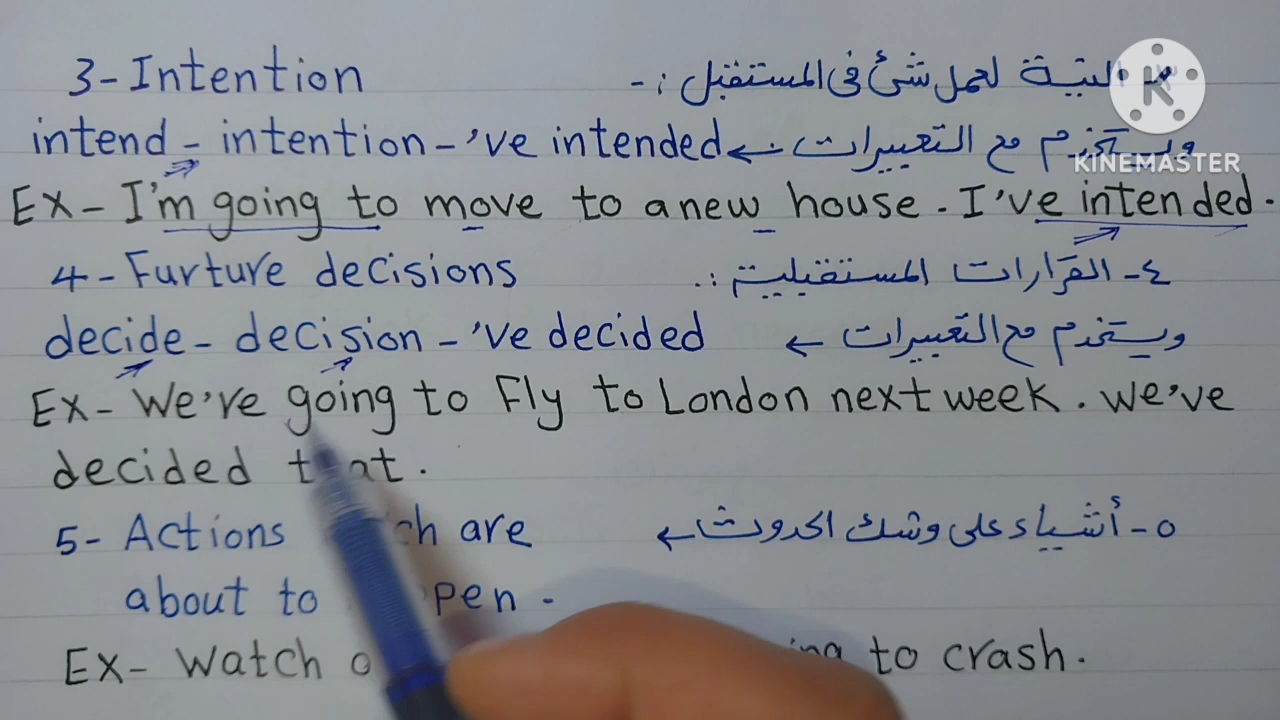 3- Intention النية لعمل شئ فى المستقبل :-
intend - intention - 've intended ← ويستخدم مع التعبيرات
KINEMASTER
Ex- I'm going to move to a new house. I've intended.
4- Furture decisions ٤- القرارات المستقبلية :.
decide - decision - 've decided ويستخدم مع التعبيرات ←
Ex- We're going to Fly to London next week. We've
decided that.
5- Actions are ٥- أشياء على وشك الحدوث ←
about to pen.
Ex- Watch to crash.